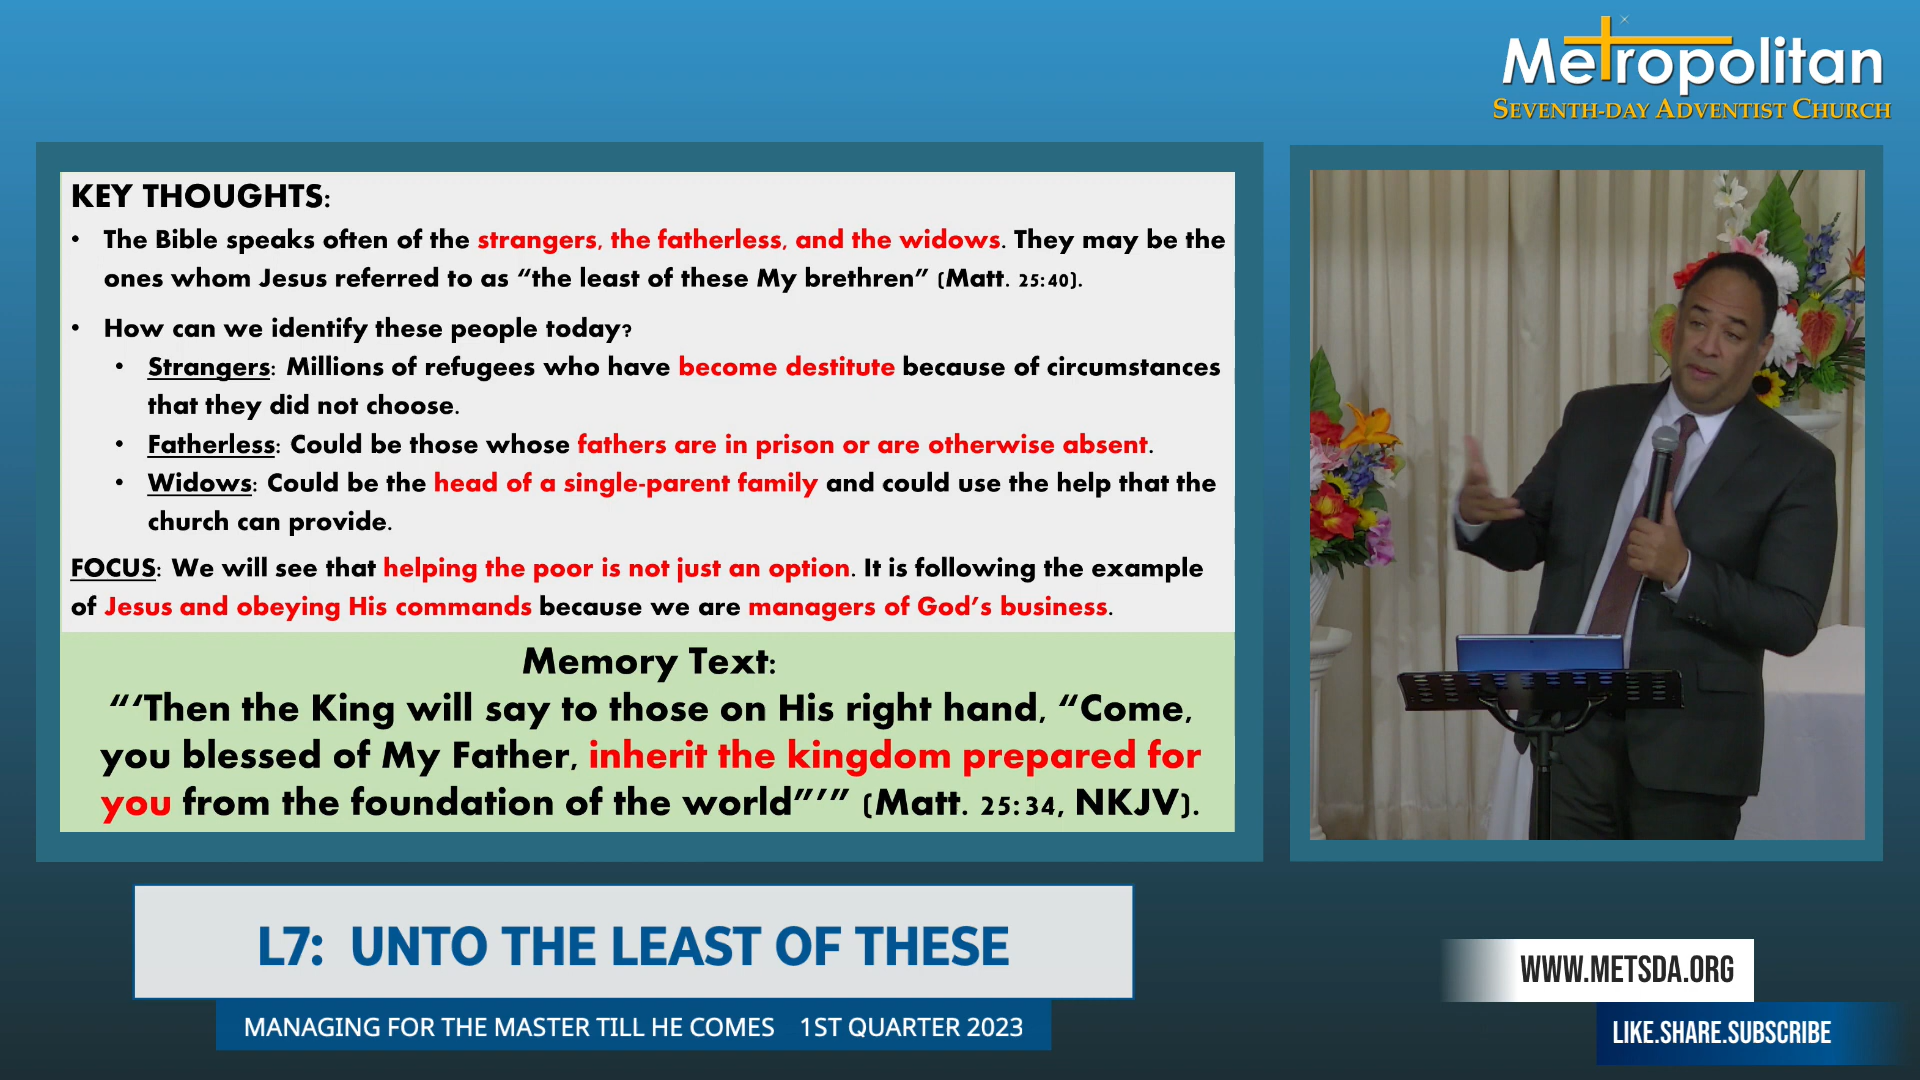 Metropolitan
SEVENTH-DAY ADVENTIST CHURCH
KEY THOUGHTS:
• The Bible speaks often of the strangers, the fatherless, and the widows. They may be the
ones whom Jesus referred to as “the least of these My brethren” (Matt. 25:40).
• How can we identify these people today?
• Strangers: Millions of refugees who have become destitute because of circumstances
that they did not choose.
• Fatherless: Could be those whose fathers are in prison or are otherwise absent.
• Widows: Could be the head of a single-parent family and could use the help that the
church can provide.
FOCUS: We will see that helping the poor is not just an option. It is following the example
of Jesus and obeying His commands because we are managers of God’s business.
Memory Text:
“‘Then the King will say to those on His right hand, “Come,
you blessed of My Father, inherit the kingdom prepared for
you from the foundation of the world”’” (Matt. 25:34, NKJV).
L7: UNTO THE LEAST OF THESE
MANAGING FOR THE MASTER TILL HE COMES 1ST QUARTER 2023
WWW.METSDA.ORG
LIKE.SHARE.SUBSCRIBE